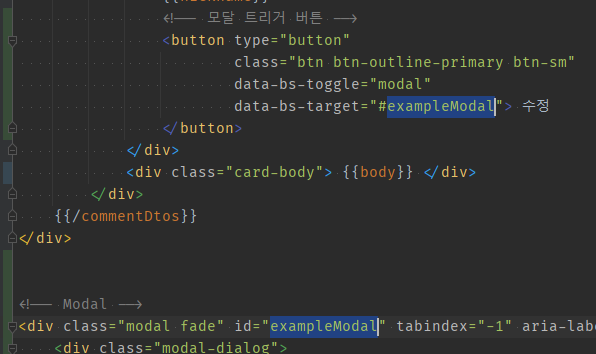 <!-- 모달 트리거 버튼 -->
<button type="button"
class="btn btn-outline-primary btn-sm"
data-bs-toggle="modal"
data-bs-target="#exampleModal"> 수정
</button>
</div>
<div class="card-body"> {{body}} </div>
</div>
{{/commentDtos}}
</div>
<!-- Modal -->
<div class="modal fade" id="exampleModal" tabindex="-1" aria-labe
<div class="modal-dialog">